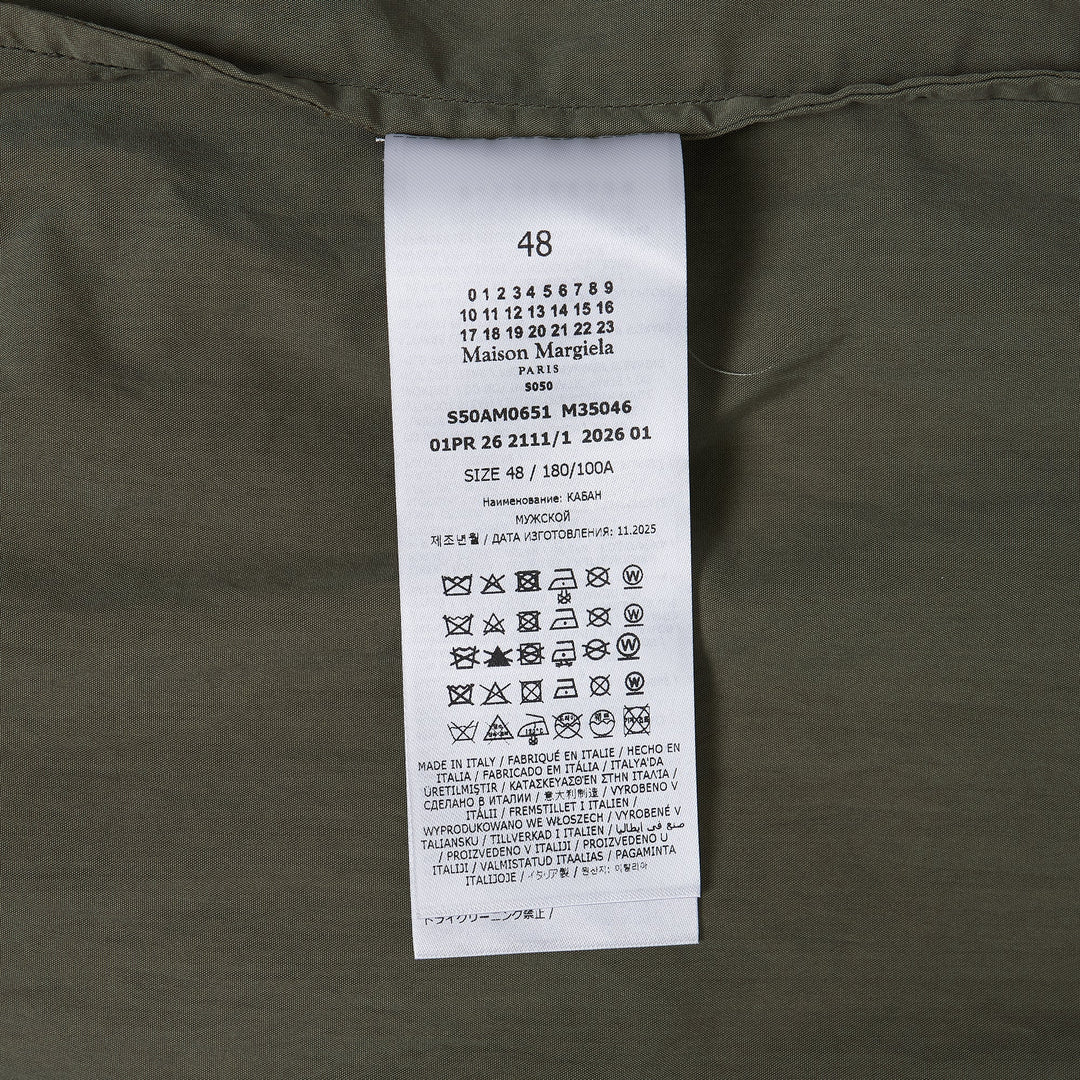 48
0 1 2 3 4 5 6 7 8 9
10 11 12 13 14 15 16
17 18 19 20 21 22 23
Maison Margiela
PARIS
S050
S50AM0651 M35046
01PR 26 2111/1 2026 01
SIZE 48 / 180/100A
Наименование: КАБАН
МУЖСКОЙ
제조년월 / ДАТА ИЗГОТОВЛЕНИЯ: 11.2025
W
W
W
W
MADE IN ITALY / FABRIQUÉ EN ITALIE / HECHO EN
ITALIA / FABRICADO EM ITÁLIA / ITALYA'DA
ÜRETILMIŞTIR / ΚΑΤΑΣΚΕΥΑΣΘΕΝ ΣΤΗΝ ΙΤΑΛΊΑ /
СДЕЛАНО В ИТАЛИИ / 意大利制造 / VYROBENO V
ITÁLII / FREMSTILLET I ITALIEN /
WYPRODUKOWANO WE WŁOSZECH / VYROBENÉ V
TALIANSKU / TILLVERKAD I ITALIEN / صنع في ايطاليا
/ PROIZVEDENO V ITALIJI / PROIZVEDENO U
ITALIJI / VALMISTATUD ITAALIAS / PAGAMINTA
ITALIJOJE / イタリア製 / 원산지: 이탈리아
ドライクリーニング禁止 /